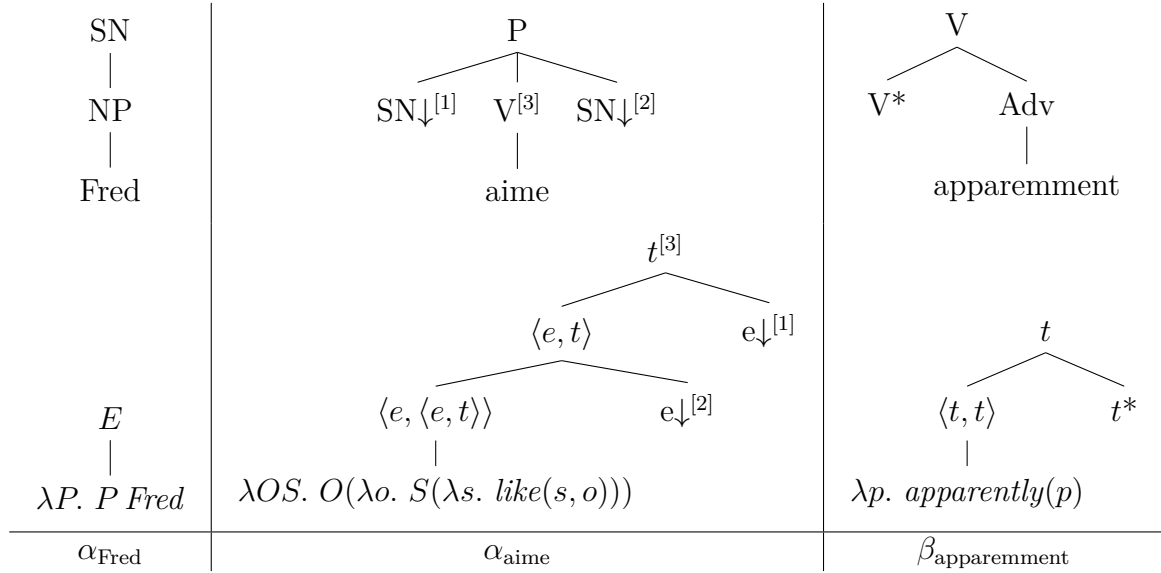 SN
NP
Fred
P
SN↓[1] V[3] SN↓[2]
aime
V
V* Adv
apparemment
E
λP. P Fred
t[3]
⟨e, t⟩ e↓[1]
⟨e, ⟨e, t⟩⟩ e↓[2]
λOS. O(λo. S(λs. like(s, o)))
t
⟨t, t⟩ t*
λp. apparently(p)
αFred αaime βapparemment